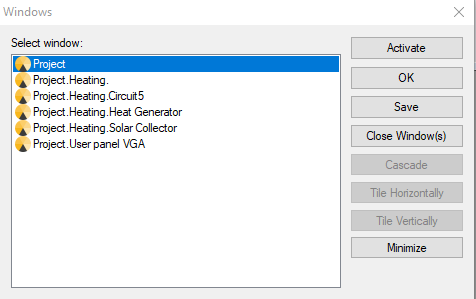 Windows
Select window:
Project
Project.Heating.
Project.Heating.Circuit5
Project.Heating.Heat Generator
Project.Heating.Solar Collector
Project.User panel VGA
Activate
OK
Save
Close Window(s)
Cascade
Tile Horizontally
Tile Vertically
Minimize